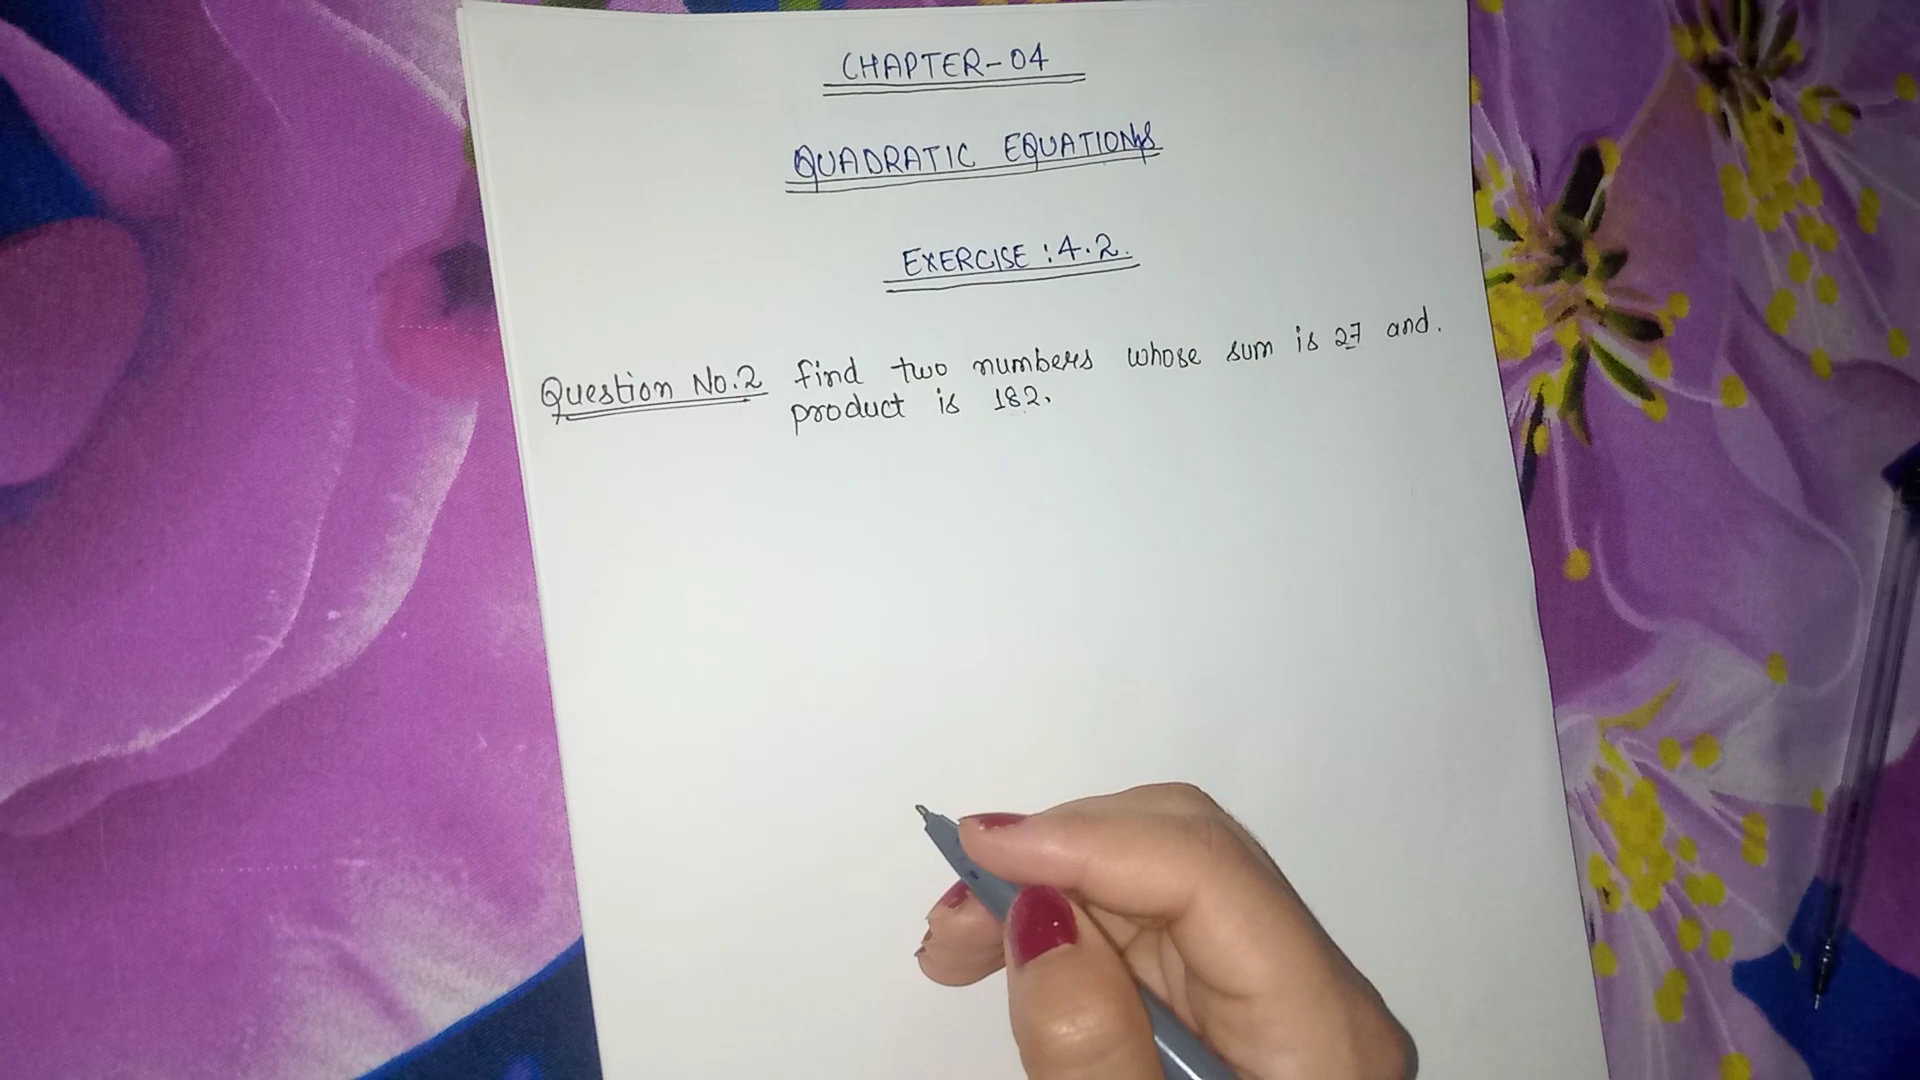 CHAPTER-04
QUADRATIC EQUATIONS
EXERCISE : 4.2.
Question No.2 find two numbers whose sum is 27 and.
product is 182.